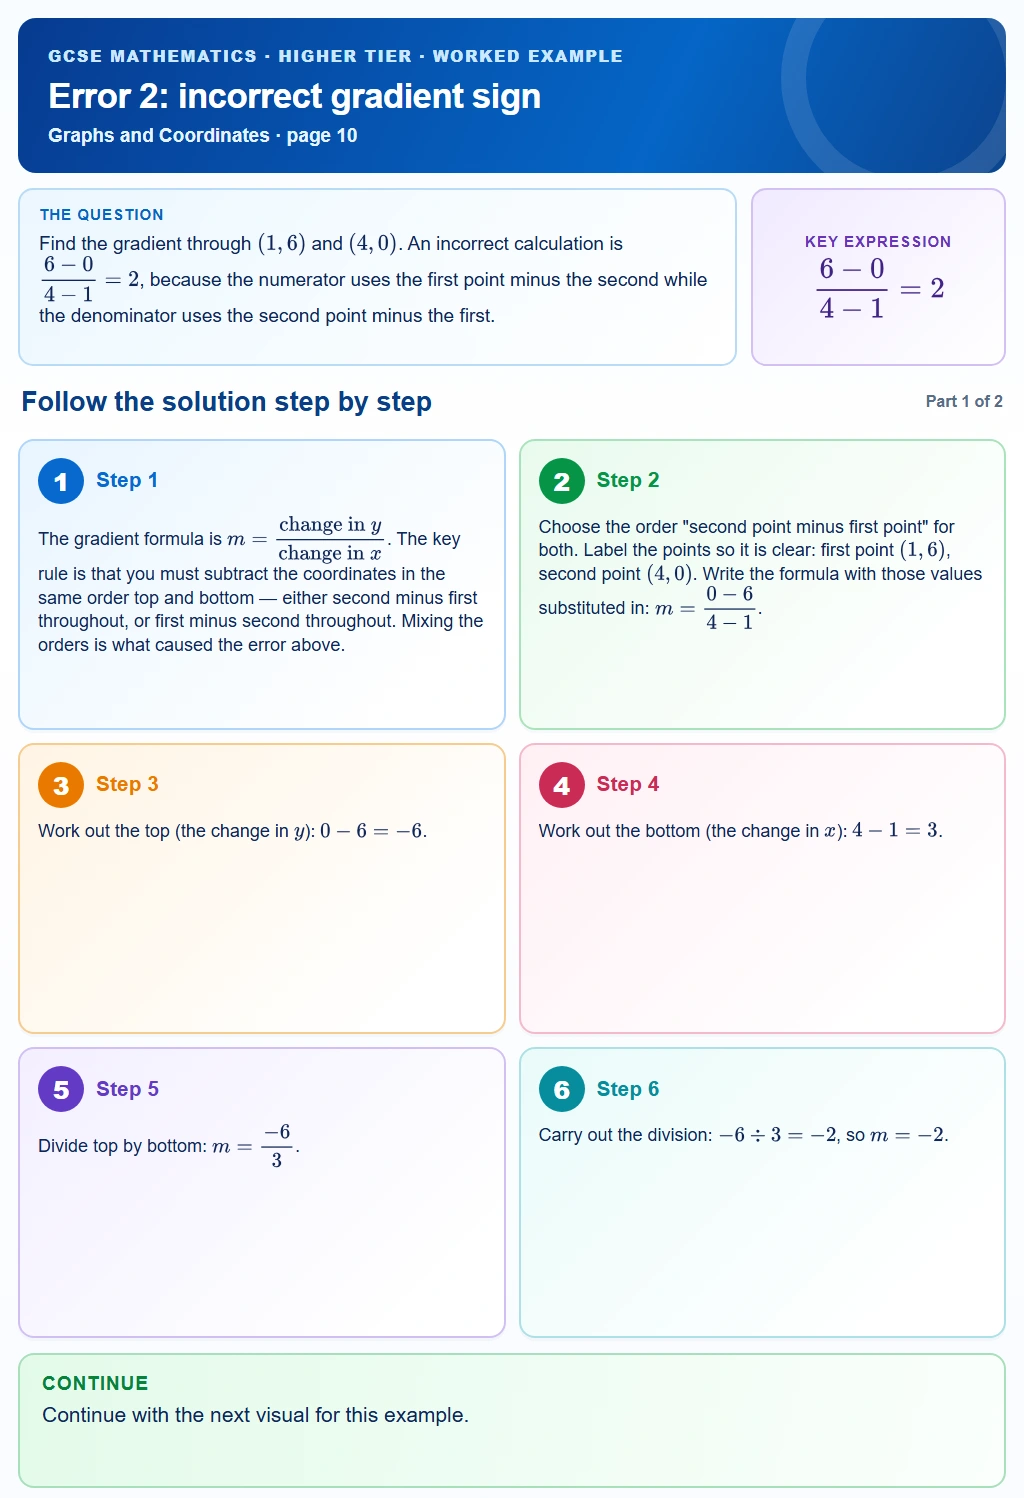 GCSE MATHEMATICS · HIGHER TIER · WORKED EXAMPLE
Error 2: incorrect gradient sign
Graphs and Coordinates · page 10
THE QUESTION
Find the gradient through (1, 6) and (4, 0). An incorrect calculation is
\frac{6 − 0}{4 − 1} = 2, because the numerator uses the first point minus the second while
the denominator uses the second point minus the first.
KEY EXPRESSION
\frac{6 − 0}{4 − 1} = 2
Follow the solution step by step
Part 1 of 2
1 Step 1
The gradient formula is m = \frac{change in y}{change in x}. The key
rule is that you must subtract the coordinates in the
same order top and bottom — either second minus first
throughout, or first minus second throughout. Mixing the
orders is what caused the error above.
2 Step 2
Choose the order "second point minus first point" for
both. Label the points so it is clear: first point (1, 6),
second point (4, 0). Write the formula with those values
substituted in: m = \frac{0 − 6}{4 − 1}.
3 Step 3
Work out the top (the change in y): 0 − 6 = −6.
4 Step 4
Work out the bottom (the change in x): 4 − 1 = 3.
5 Step 5
Divide top by bottom: m = \frac{−6}{3}.
6 Step 6
Carry out the division: −6 ÷ 3 = −2, so m = −2.
CONTINUE
Continue with the next visual for this example.